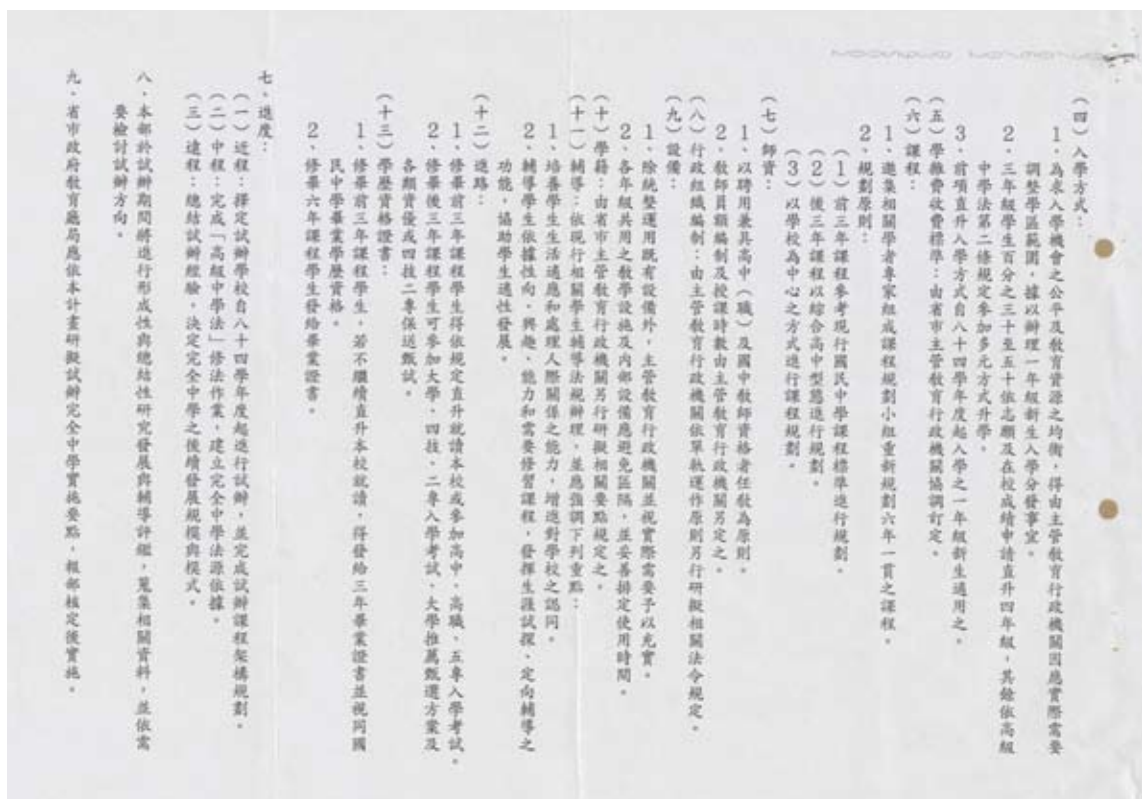 （四）入學方式：
1、為求入學機會之公平及教育資源之均衡，得由主管教育行政機關因應實際需要
調整學區範圍，據以辦理一年級新生入學分發事宜。
2、三年級學生百分之三十至五十依志願及在校成績申請直升四年級，其餘依高級
中學法第二條規定參加多元方式升學。
3、前項直升入學方式自八十四學年度起入學之一年級新生適用之。
（五）學雜費收費標準：由省市主管教育行政機關協調訂定。
（六）課程：
1、邀集相關學者專家組成課程規劃小組重新規劃六年一貫之課程。
2、規劃原則：
（1）前三年課程參考現行國民中學課程標準進行規劃。
（2）後三年課程以綜合高中型態進行規劃。
（3）以學校為中心之方式進行課程規劃。
（七）師資：
1、以聘用兼具高中（職）及國中教師資格者任教為原則。
2、教師員額編制及授課時數由主管教育行政機關另定之。
（八）行政組織編制：由主管教育行政機關依單軌運作原則另行研擬相關法令規定。
（九）設備：
1、除統整運用既有設備外，主管教育行政機關並視實際需要予以充實。
2、各年級共用之教學設施及內部設備應避免區隔，並妥善排定使用時間。
（十）學籍：由省市主管教育行政機關另行研擬相關要點規定之。
（十一）輔導：依現行相關學生輔導法規辦理，並應強調下列重點：
1、培養學生生活適應和處理人際關係之能力，增進對學校之認同。
2、輔導學生依據性向、興趣、能力和需要修習課程，發揮生涯試探、定向輔導之
功能，協助學生適性發展。
（十二）進路：
1、修畢前三年課程學生得依規定直升就讀本校或參加高中、高職、五專入學考試。
2、修畢後三年課程學生可參加大學、四技、二專入學考試、大學推薦甄選方案及
各類資優或四技二專保送甄試。
（十三）學歷資格證書：
1、修畢前三年課程學生，若不繼續直升本校就讀，得發給三年畢業證書並視同國
民中學畢業學歷資格。
2、修畢六年課程學生發給畢業證書。
七、進度：
（一）近程：擇定試辦學校自八十四學年度起進行試辦，並完成試辦課程架構規劃。
（二）中程：完成「高級中學法」修法作業，建立完全中學法源依據。
（三）遠程：總結試辦經驗，決定完全中學之後續發展規模與模式。
八、本部於試辦期間將進行形成性與總結性研究發展與輔導評鑑，蒐集相關資料，並依需
要檢討試辦方向。
九、省市政府教育廳局應依本計畫研擬試辦完全中學實施要點，報部核定後實施。